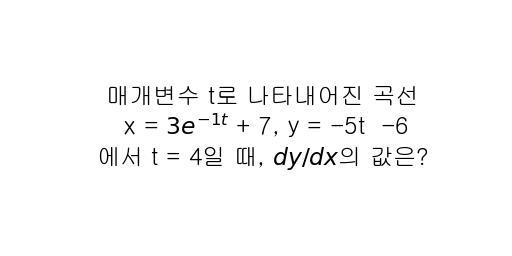 매개변수 t로 나타내어진 곡선
x = 3e⁻¹ᵗ + 7, y = −5t −6
에서 t = 4일 때, dy/dx의 값은?